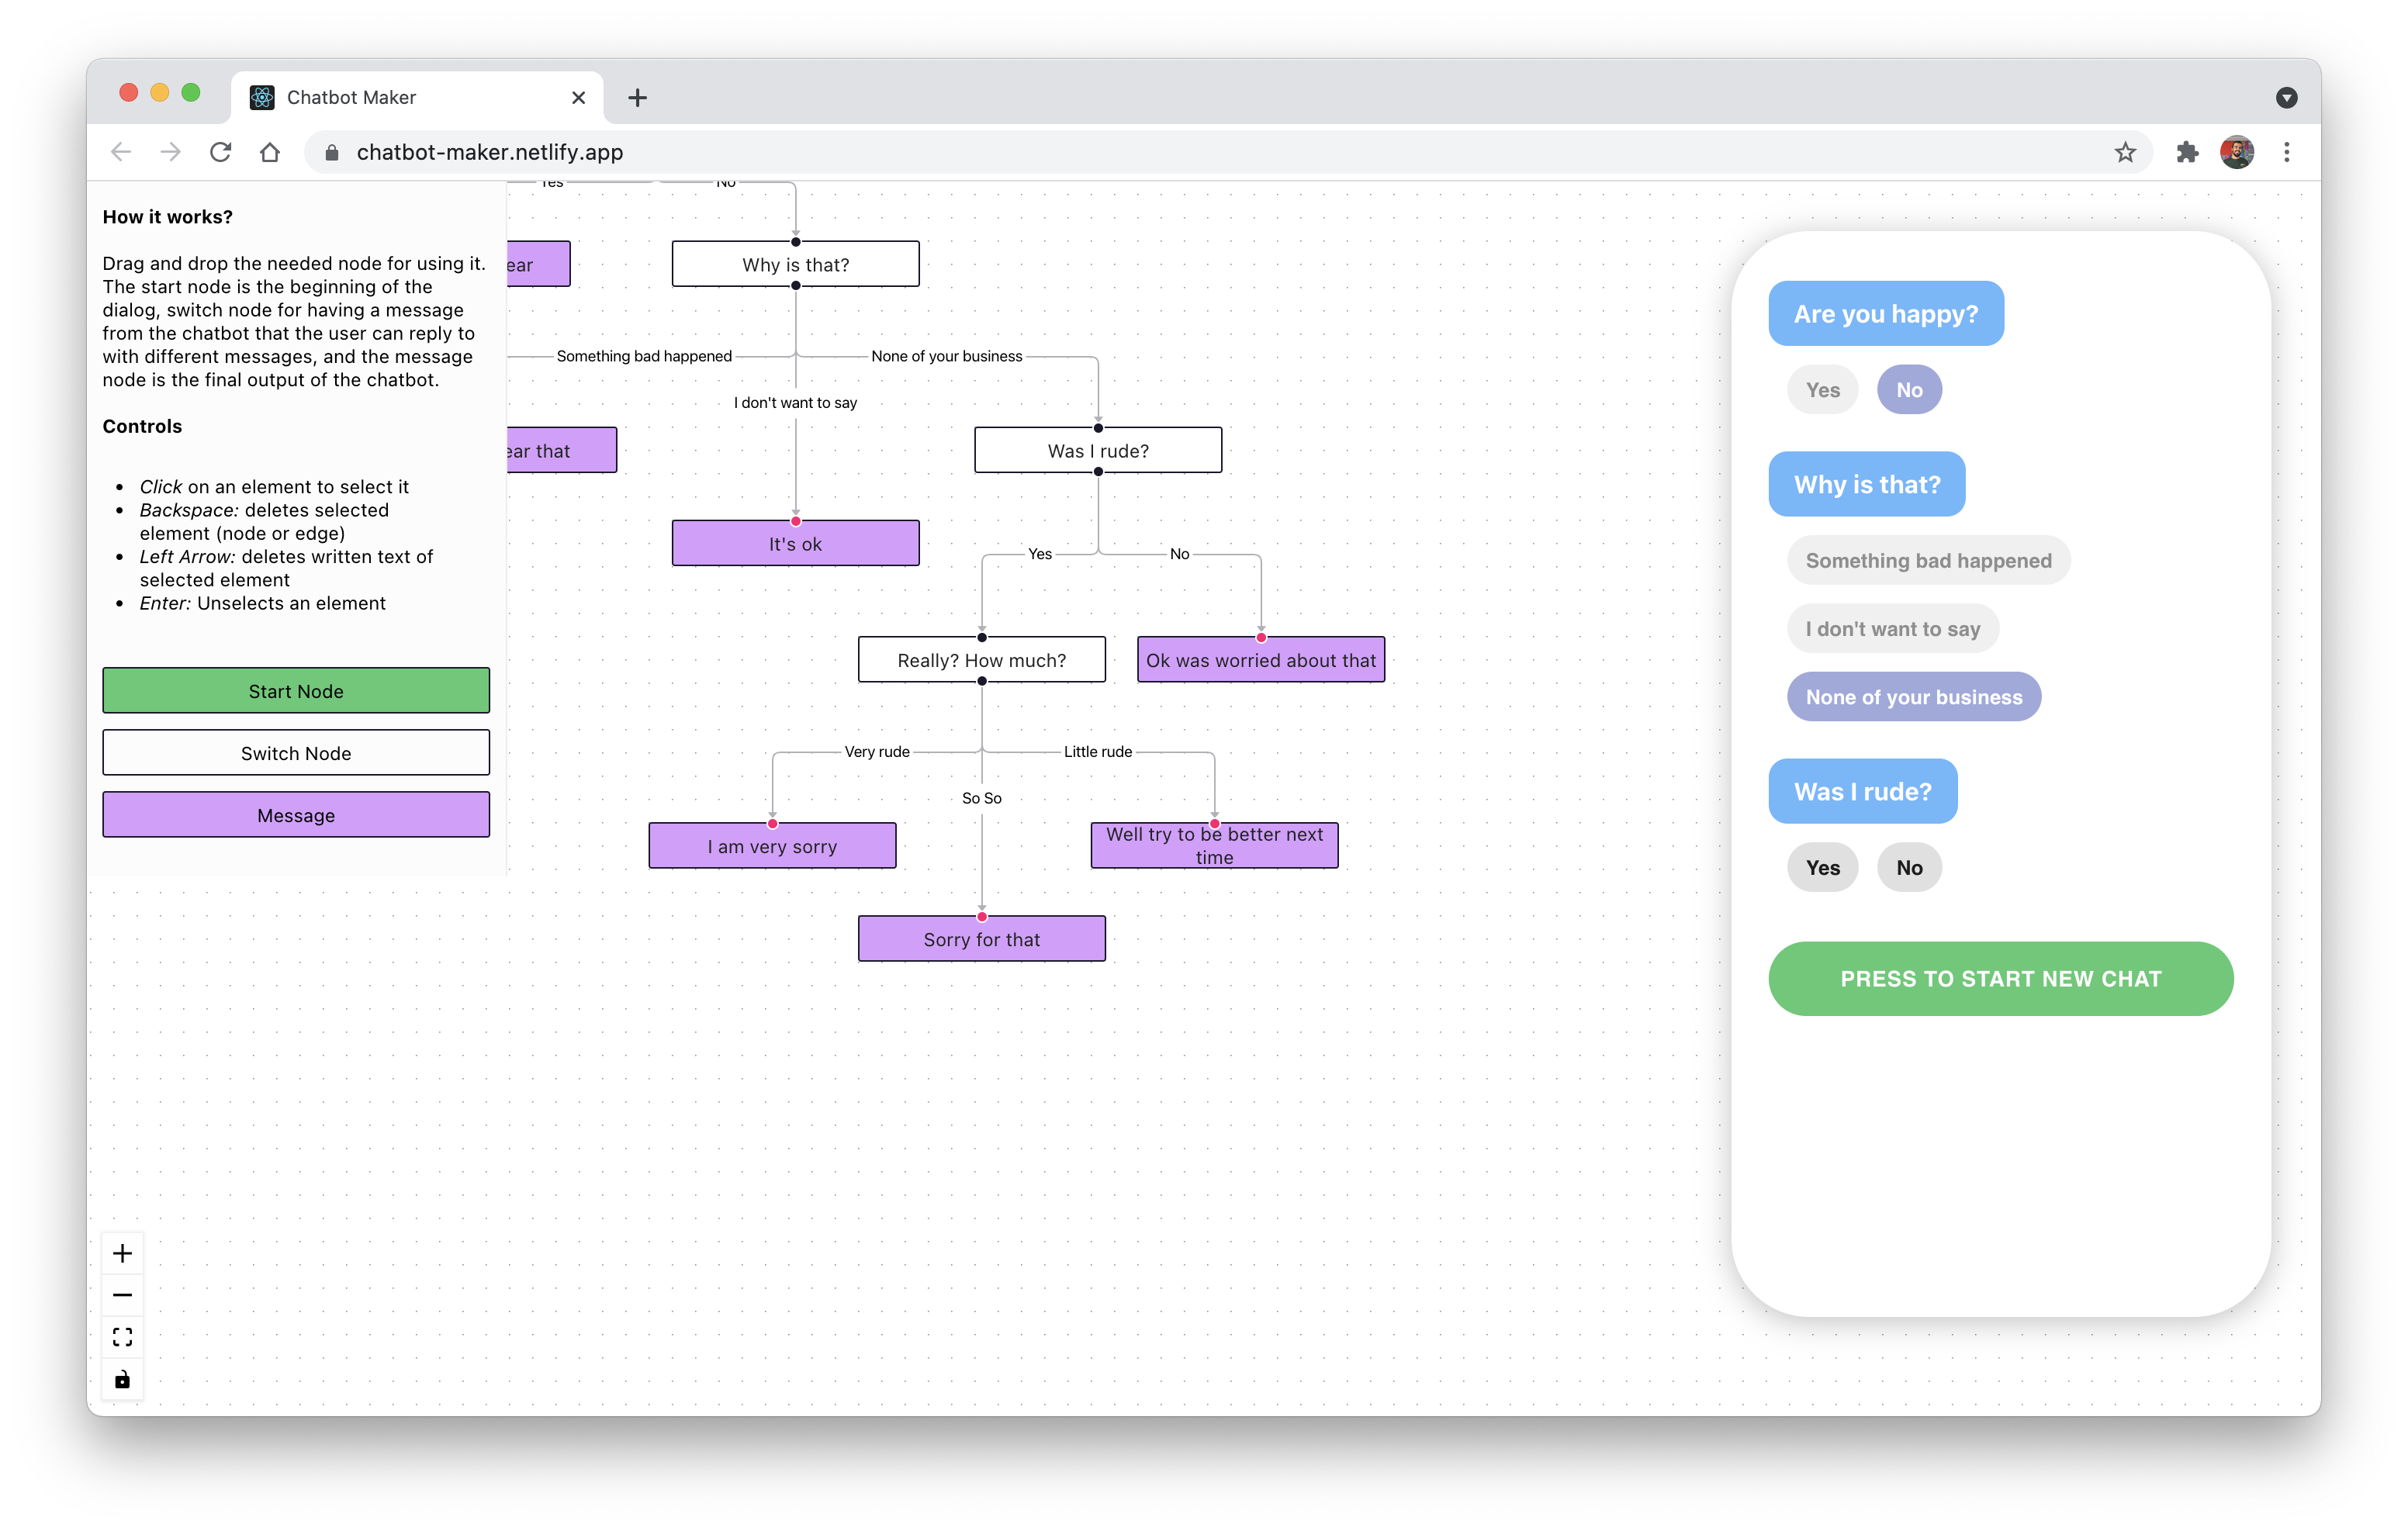 Chatbot Maker
chatbot-maker.netlify.app
How it works?
Drag and drop the needed node for using it.
The start node is the beginning of the
dialog, switch node for having a message
from the chatbot that the user can reply to
with different messages, and the message
node is the final output of the chatbot.
Controls
• Click on an element to select it
• Backspace: deletes selected
element (node or edge)
• Left Arrow: deletes written text of
selected element
• Enter: Unselects an element
Start Node
Switch Node
Message
Yes
No
ear
Why is that?
Something bad happened
None of your business
I don't want to say
ear that
Was I rude?
It's ok
Yes
No
Really? How much?
Ok was worried about that
Very rude
Little rude
So So
I am very sorry
Well try to be better next
time
Sorry for that
Are you happy?
Yes
No
Why is that?
Something bad happened
I don't want to say
None of your business
Was I rude?
Yes
No
PRESS TO START NEW CHAT